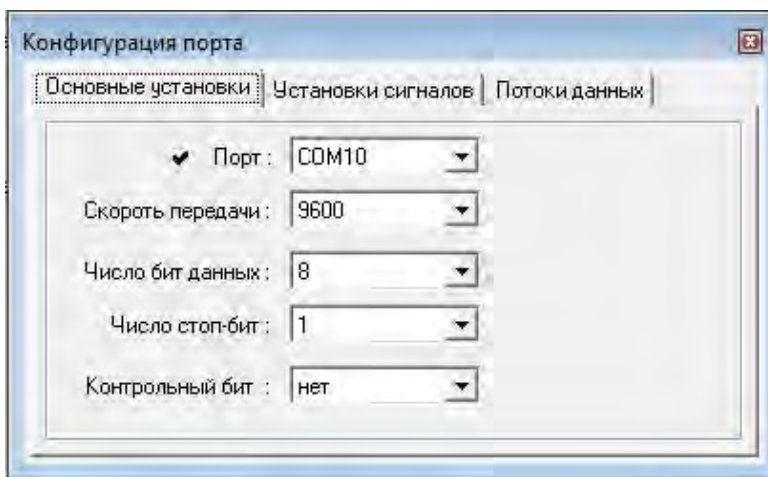 Конфигурация порта
Основные установки Установки сигналов Потоки данных
Порт : COM10
Скороть передачи : 9600
Число бит данных : 8
Число стоп-бит : 1
Контрольный бит : нет